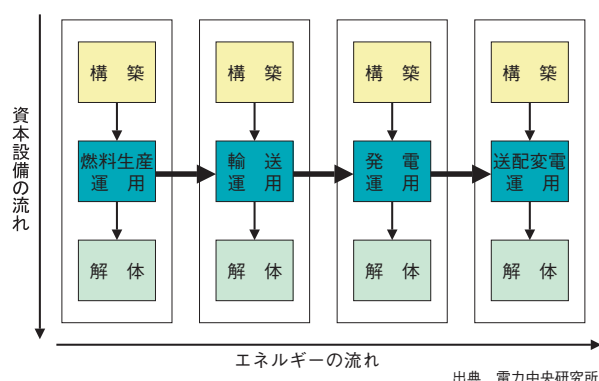 構 築
構 築
構 築
構 築
資本設備の流れ
燃料生産
運 用
輸 送
運 用
発 電
運 用
送配変電
運 用
解 体
解 体
解 体
解 体
エネルギーの流れ
出典 電力中央研究所